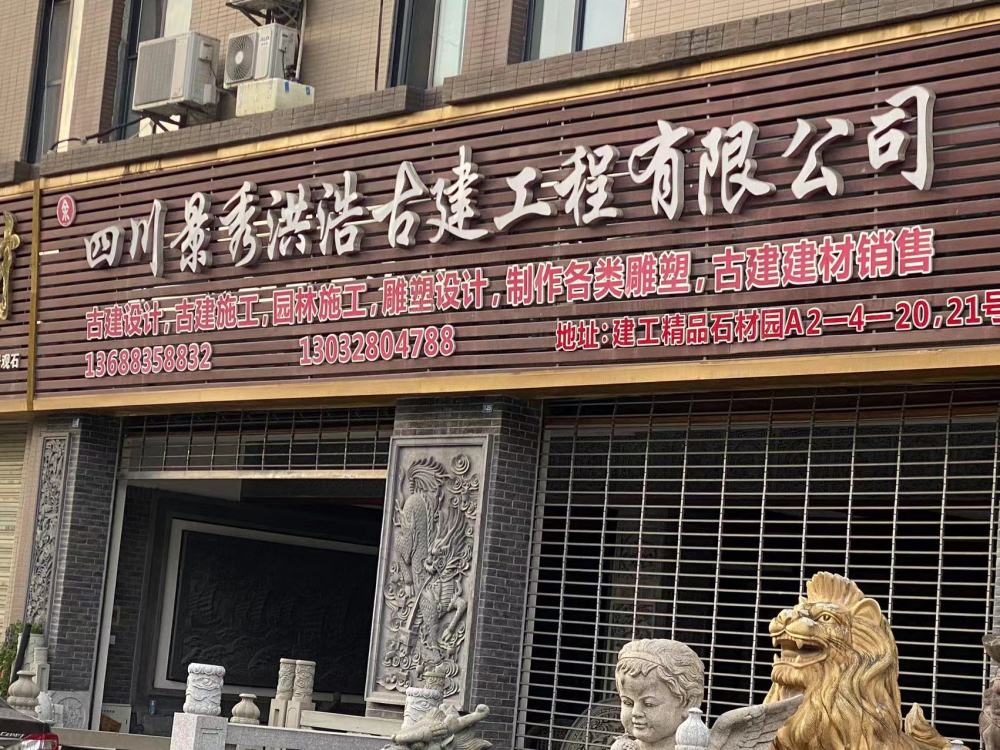 四川景秀洪浩古建工程有限公司
古建设计,古建施工,园林施工,雕塑设计,制作各类雕塑,古建建材销售
13688358832 13032804788 地址:建工精品石材园A2—4—20,21号
观石